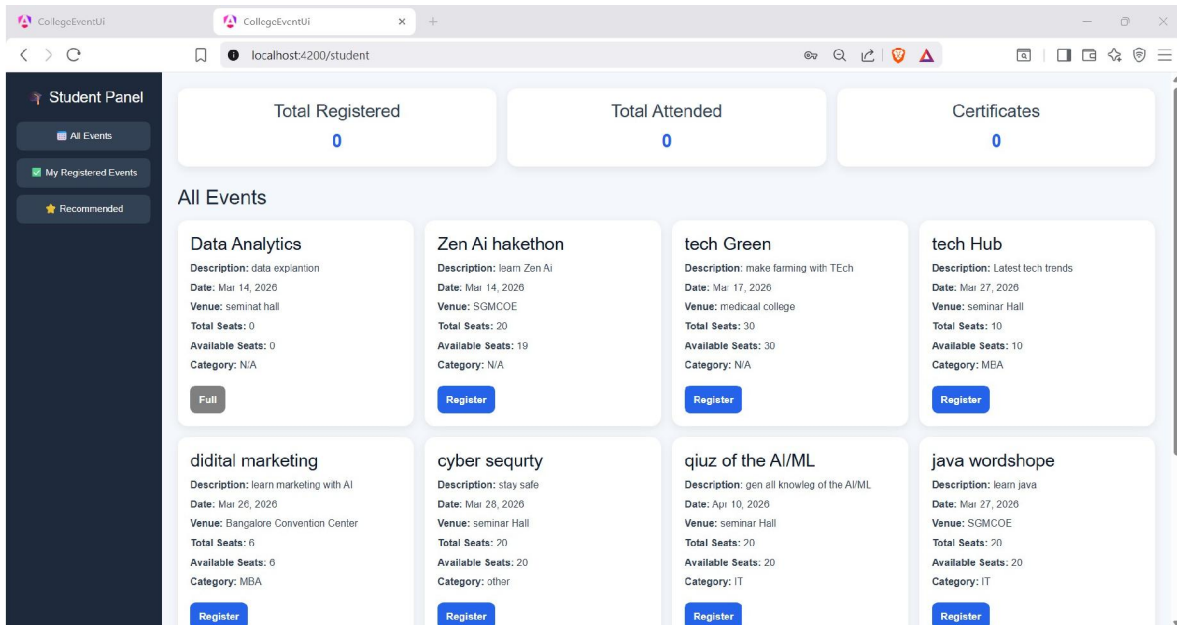 CollegeEventUi
CollegeEventUi
localhost:4200/student
Student Panel
All Events
My Registered Events
Recommended
Total Registered
0
Total Attended
0
Certificates
0
All Events
Data Analytics
Description: data explantion
Date: Mar 14, 2026
Venue: seminat hall
Total Seats: 0
Available Seats: 0
Category: N/A
Full
Zen Ai hakethon
Description: learn Zen Ai
Date: Mar 14, 2026
Venue: SGMCOE
Total Seats: 20
Available Seats: 19
Category: N/A
Register
tech Green
Description: make farming with TEch
Date: Mar 17, 2026
Venue: medicaal college
Total Seats: 30
Available Seats: 30
Category: N/A
Register
tech Hub
Description: Latest tech trends
Date: Mar 27, 2026
Venue: seminar Hall
Total Seats: 10
Available Seats: 10
Category: MBA
Register
didital marketing
Description: learn marketing with AI
Date: Mar 26, 2026
Venue: Bangalore Convention Center
Total Seats: 6
Available Seats: 6
Category: MBA
Register
cyber sequrty
Description: stay safe
Date: Mar 28, 2026
Venue: seminar Hall
Total Seats: 20
Available Seats: 20
Category: other
Register
qiuz of the AI/ML
Description: gen all knowleg of the AI/ML
Date: Apr 10, 2026
Venue: seminar Hall
Total Seats: 20
Available Seats: 20
Category: IT
Register
java wordshope
Description: learn java
Date: Mar 27, 2026
Venue: SGMCOE
Total Seats: 20
Available Seats: 20
Category: IT
Register